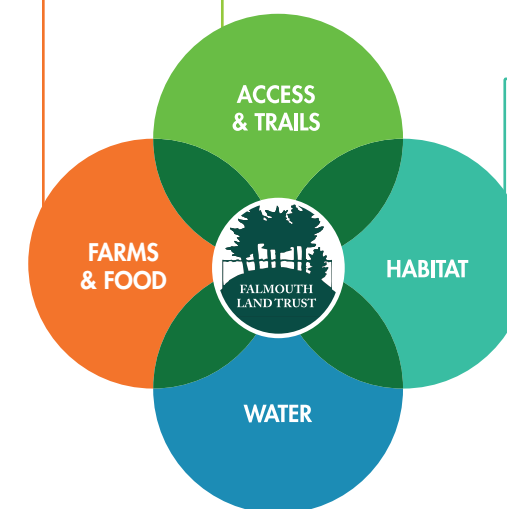 ACCESS
& TRAILS
FARMS
& FOOD
HABITAT
FALMOUTH
LAND TRUST
WATER